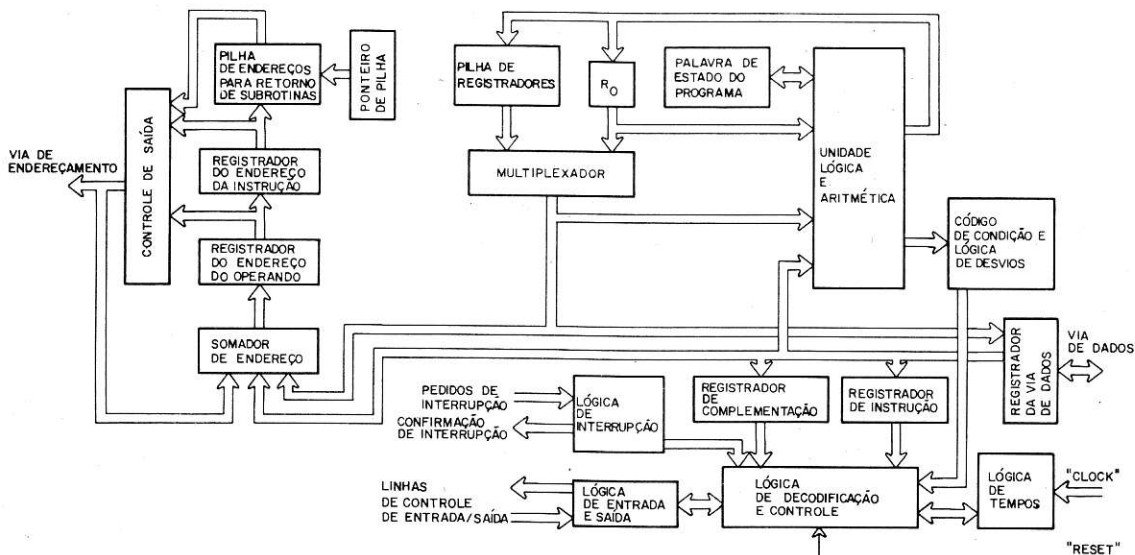 PILHA
DE ENDEREÇOS
PARA RETORNO
DE SUBROTINAS
PONTEIRO
DE PILHA
PILHA DE
REGISTRADORES
R0
PALAVRA DE
ESTADO DO
PROGRAMA
UNIDADE
LÓGICA
E
ARITMÉTICA
VIA DE
ENDEREÇAMENTO
CONTROLE DE SAÍDA
REGISTRADOR
DO ENDEREÇO
DA INSTRUÇÃO
MULTIPLEXADOR
CÓDIGO
DE CONDIÇÃO E
LÓGICA
DE DESVIOS
REGISTRADOR
DO ENDEREÇO
DO OPERANDO
SOMADOR
DE ENDEREÇO
REGISTRADOR
DA VIA
DE DADOS
VIA
DE DADOS
PEDIDOS DE
INTERRUPÇÃO
CONFIRMAÇÃO
DE INTERRUPÇÃO
LÓGICA
DE
INTERRUPÇÃO
REGISTRADOR
DE
COMPLEMENTAÇÃO
REGISTRADOR
DE INSTRUÇÃO
LINHAS
DE CONTROLE
DE ENTRADA/SAÍDA
LÓGICA
DE ENTRADA
E SAÍDA
LÓGICA
DE DECODIFICAÇÃO
E CONTROLE
LÓGICA
DE
TEMPOS
"CLOCK"
"RESET"